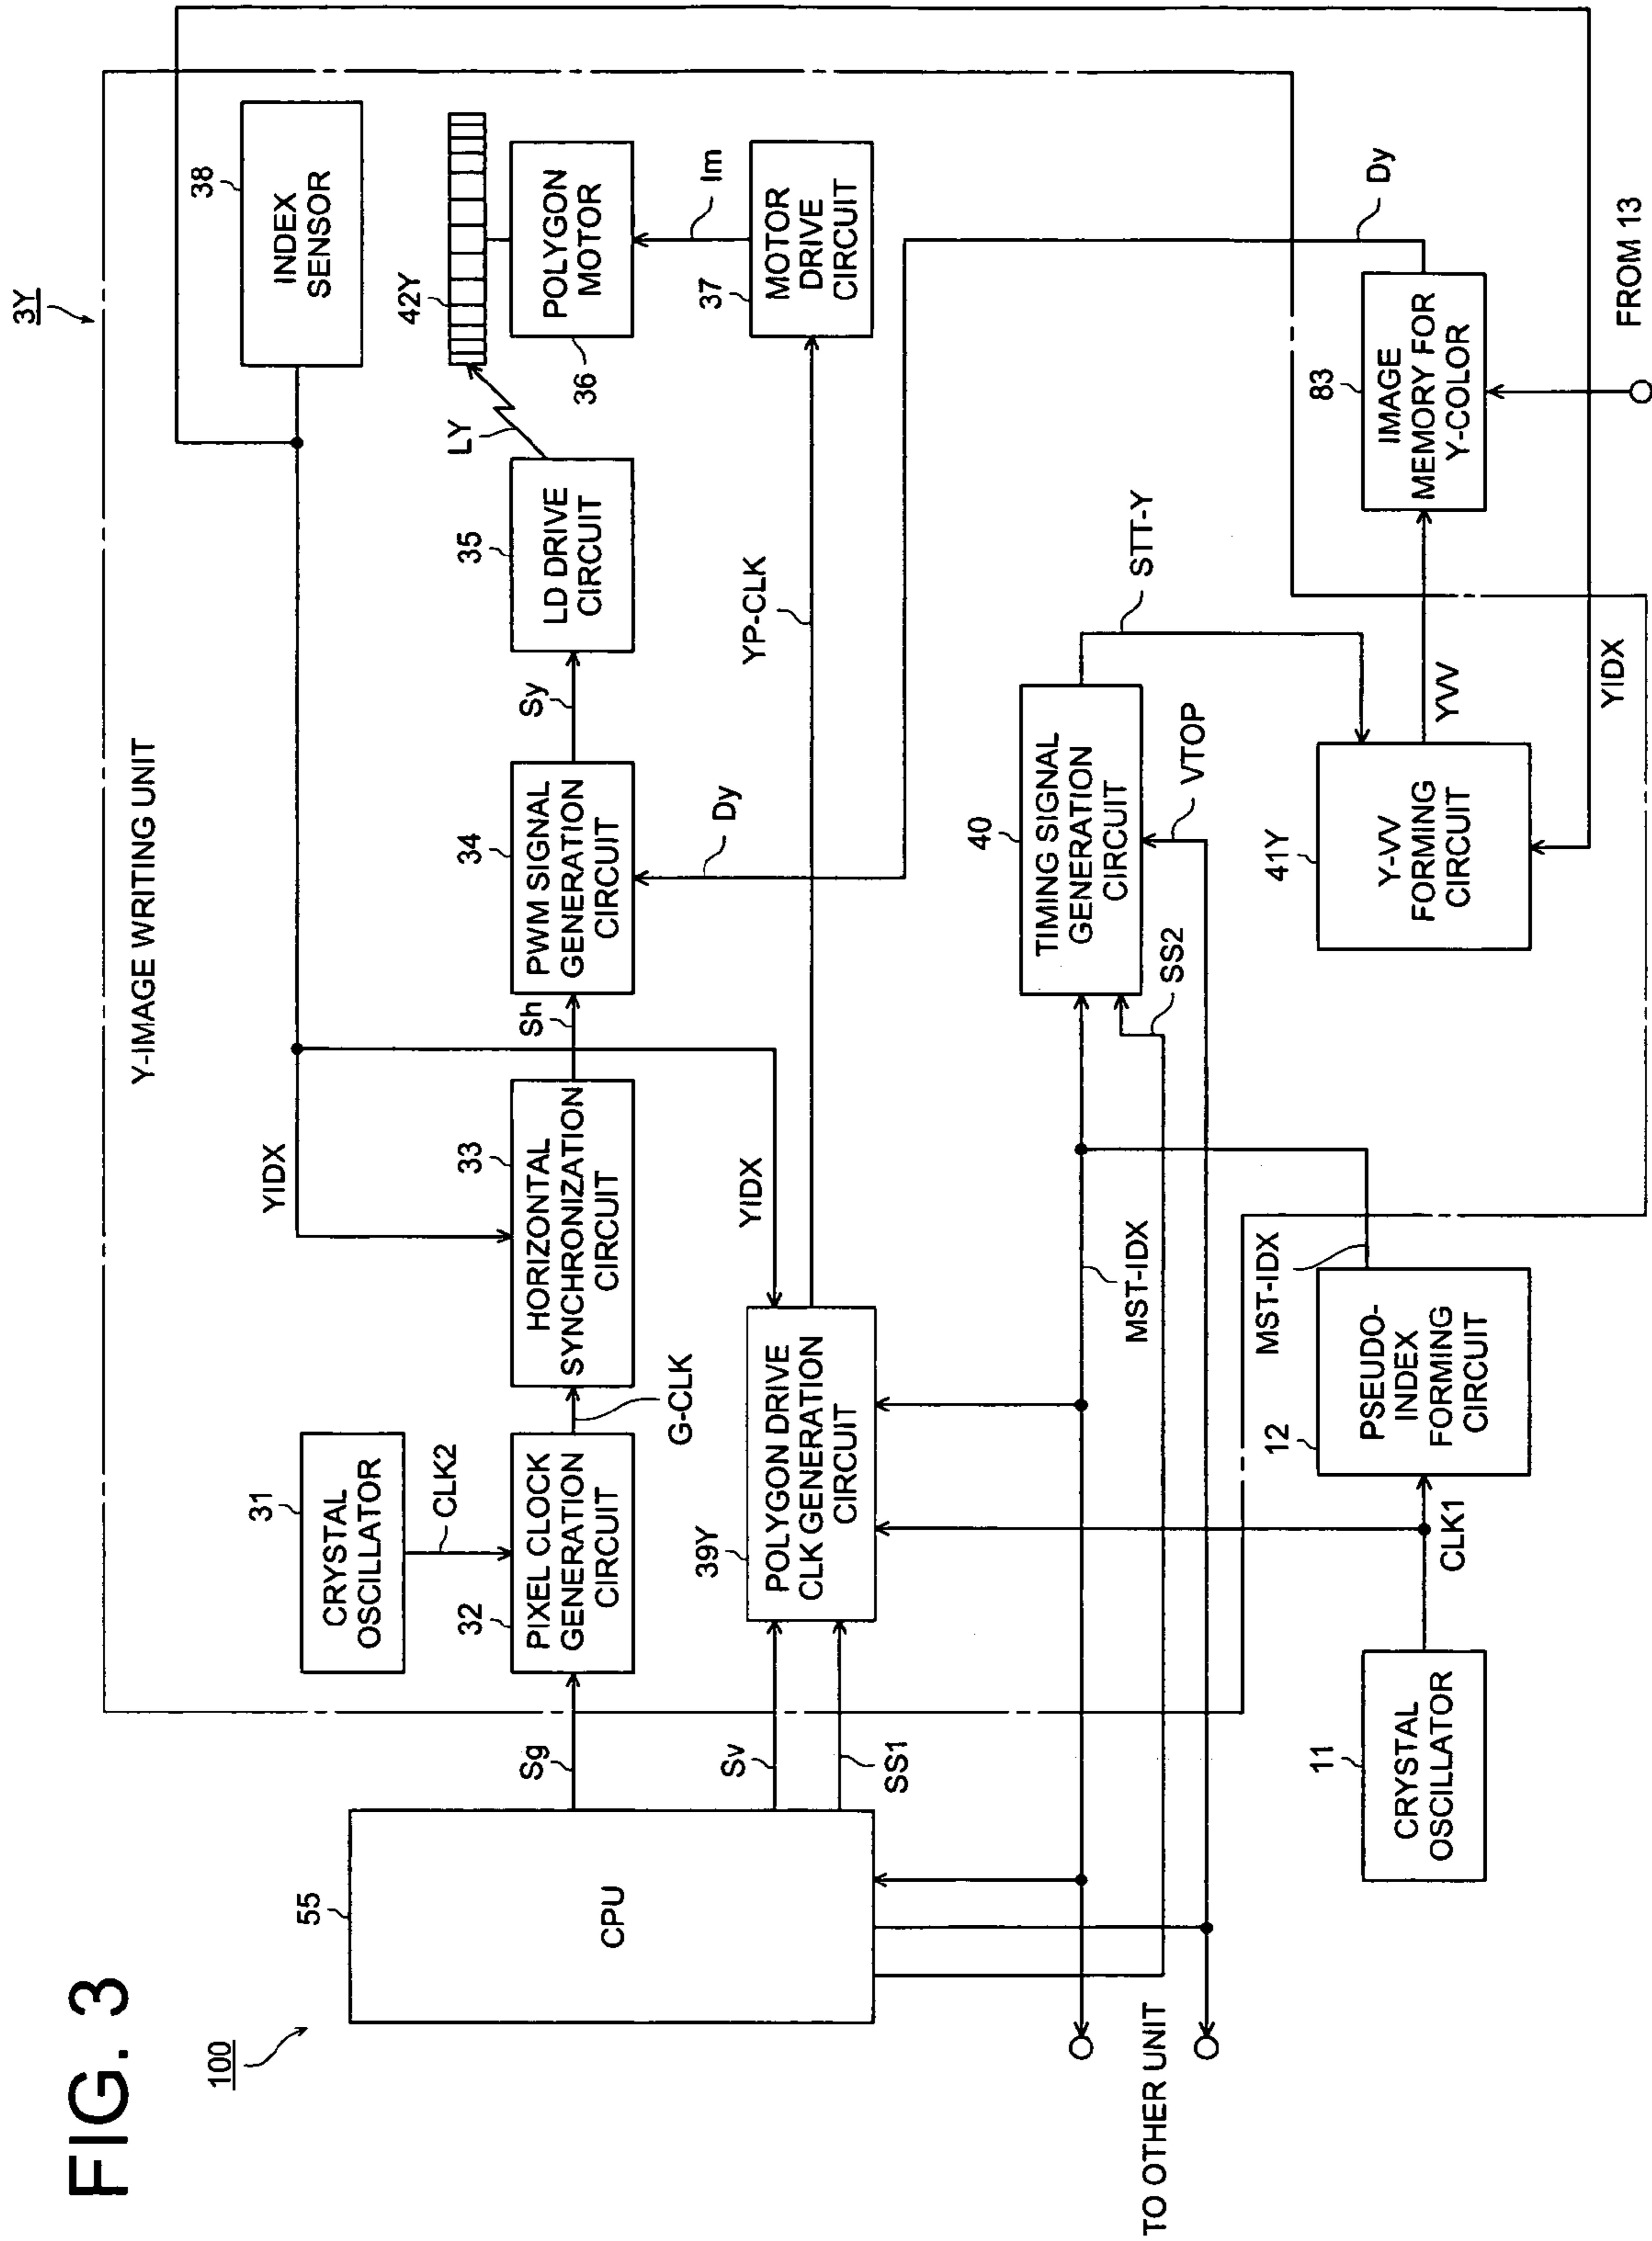 FIG. 3
100
3Y
Y-IMAGE WRITING UNIT
55
CPU
Sg
Sv
SS1
31
CRYSTAL
OSCILLATOR
CLK2
32
PIXEL CLOCK
GENERATION
CIRCUIT
G-CLK
YIDX
33
HORIZONTAL
SYNCHRONIZATION
CIRCUIT
Sh
34
PWM SIGNAL
GENERATION
CIRCUIT
Sy
35
LD DRIVE
CIRCUIT
LY
42Y
38
INDEX
SENSOR
POLYGON
MOTOR
36
Im
37
MOTOR
DRIVE
CIRCUIT
39Y
POLYGON DRIVE
CLK GENERATION
CIRCUIT
YIDX
YP-CLK
Dy
MST-IDX
40
TIMING SIGNAL
GENERATION
CIRCUIT
SS2
VTOP
STT-Y
TO OTHER UNIT
11
CRYSTAL
OSCILLATOR
CLK1
12
PSEUDO-
INDEX
FORMING
CIRCUIT
MST-IDX
41Y
Y-VV
FORMING
CIRCUIT
YVV
83
IMAGE
MEMORY FOR
Y-COLOR
Dy
YIDX
FROM 13